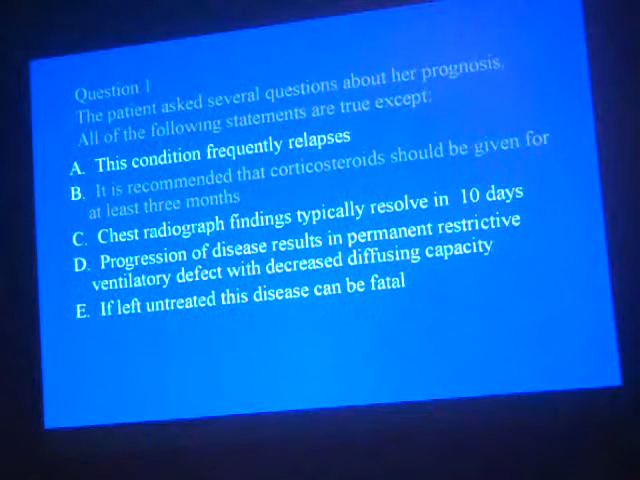 Question 1
The patient asked several questions about her prognosis.
All of the following statements are true except:
A. This condition frequently relapses
B. It is recommended that corticosteroids should be given for
at least three months
C. Chest radiograph findings typically resolve in 10 days
D. Progression of disease results in permanent restrictive
ventilatory defect with decreased diffusing capacity
E. If left untreated this disease can be fatal